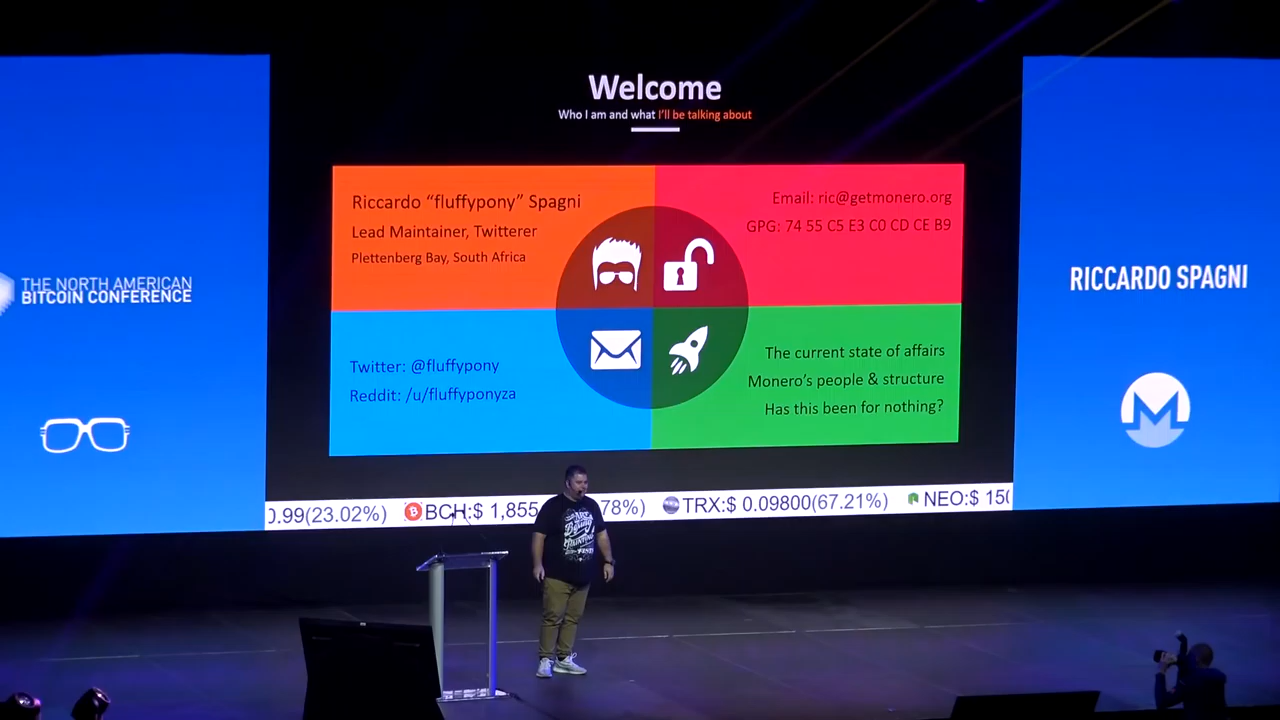 Welcome
Who I am and what I'll be talking about
Riccardo “fluffypony” Spagni
Lead Maintainer, Twitterer
Plettenberg Bay, South Africa
Email: ric@getmonero.org
GPG: 74 55 C5 E3 C0 CD CE B9
Twitter: @fluffypony
Reddit: /u/fluffyponyza
The current state of affairs
Monero's people & structure
Has this been for nothing?
THE NORTH AMERICAN
BITCOIN CONFERENCE
RICCARDO SPAGNI
0.99(23.02%) BCH:$ 1,855 78%) TRX:$ 0.09800(67.21%) NEO:$ 150
Being